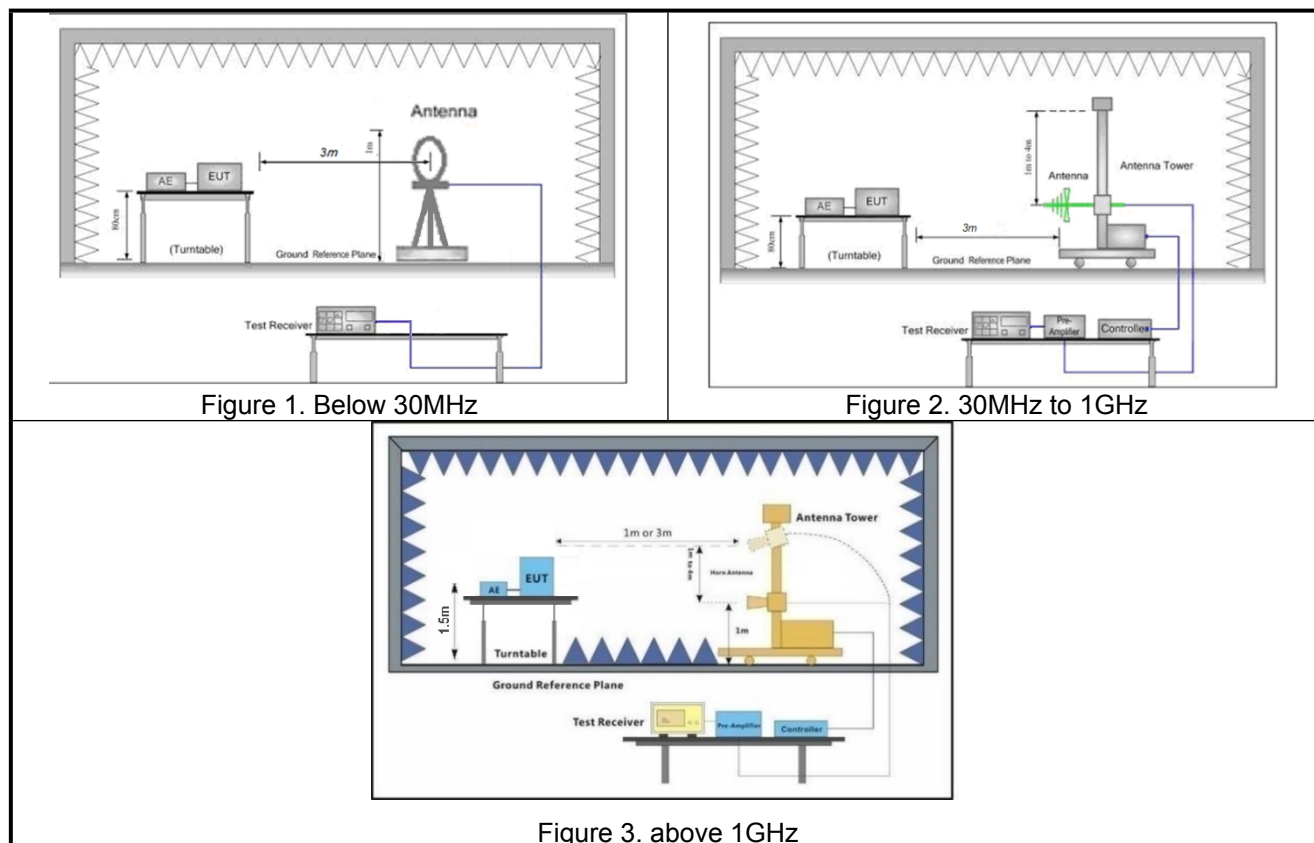 Antenna
3m
1m
AE
EUT
80cm
(Turntable)
Ground Reference Plane
Test Receiver
Figure 1. Below 30MHz
1m to 4m
Antenna
Antenna Tower
AE
EUT
3m
80cm
(Turntable)
Ground Reference Plane
Test Receiver
Pre-
Amplifier
Controller
Figure 2. 30MHz to 1GHz
Antenna Tower
1m or 3m
1m to 4m
Horn Antenna
EUT
AE
1.5m
1m
Turntable
Ground Reference Plane
Test Receiver
Pre-Amplifier
Controller
Figure 3. above 1GHz